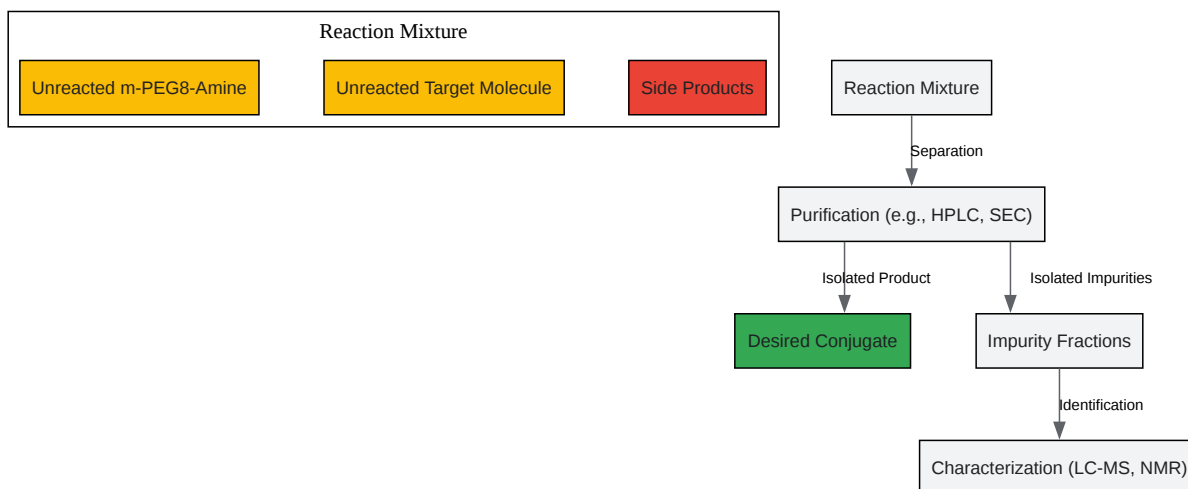 Reaction Mixture
Unreacted m-PEG8-Amine
Unreacted Target Molecule
Side Products
Reaction Mixture
Separation
Purification (e.g., HPLC, SEC)
Isolated Product
Isolated Impurities
Desired Conjugate
Impurity Fractions
Identification
Characterization (LC-MS, NMR)